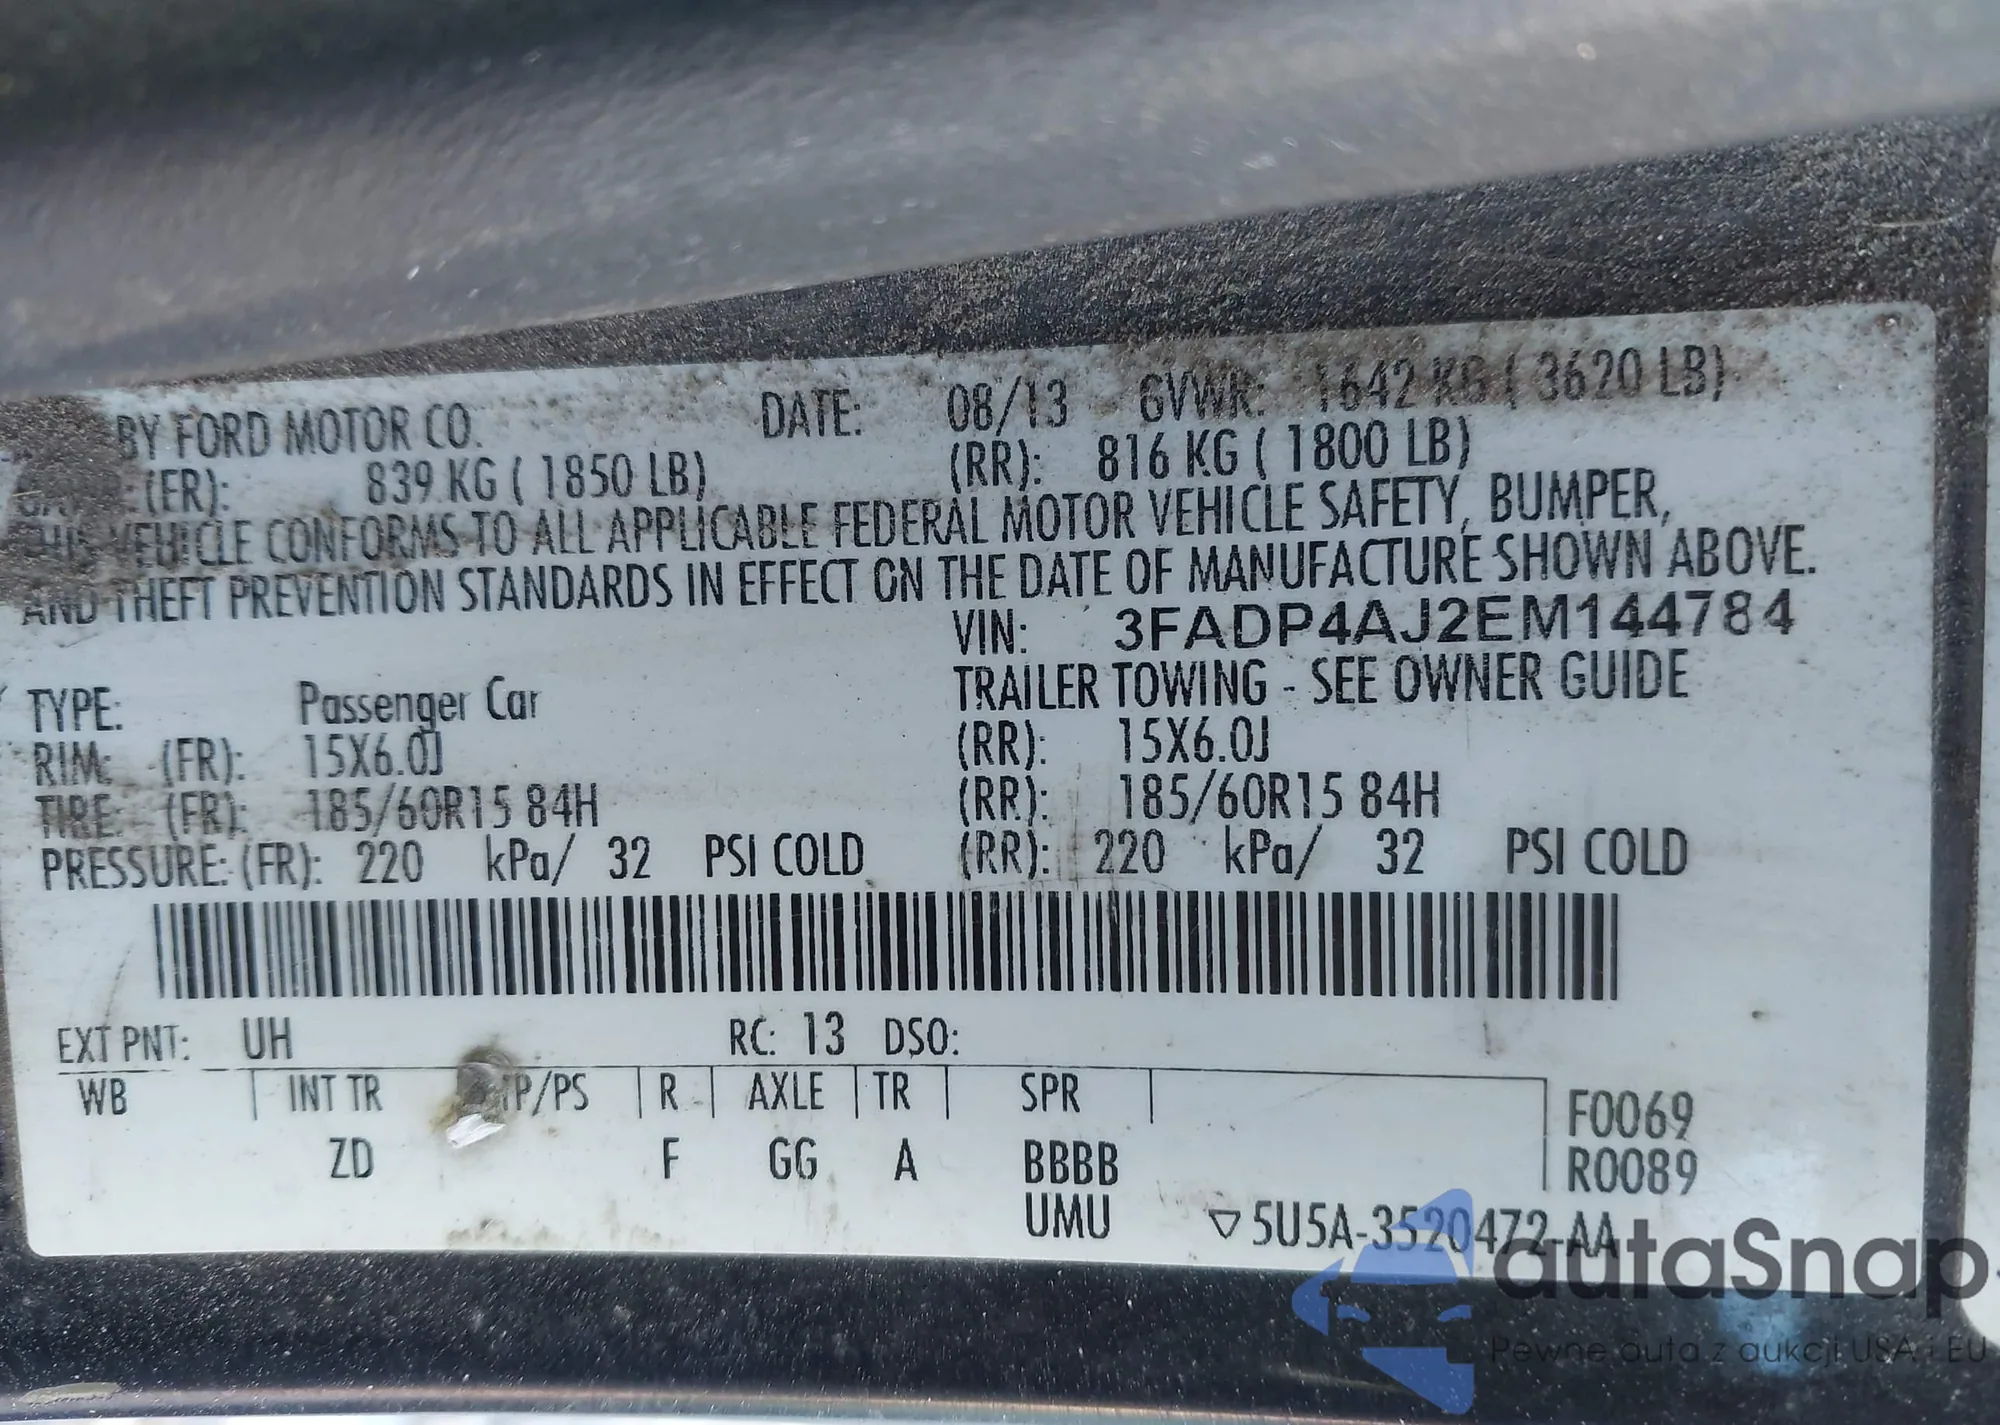 BY FORD MOTOR CO. DATE: 08/13 GVWR: 1642 KG ( 3620 LB)
(FR): 839 KG ( 1850 LB) (RR): 816 KG ( 1800 LB)
THIS VEHICLE CONFORMS TO ALL APPLICABLE FEDERAL MOTOR VEHICLE SAFETY, BUMPER,
AND THEFT PREVENTION STANDARDS IN EFFECT ON THE DATE OF MANUFACTURE SHOWN ABOVE.
VIN: 3FADP4AJ2EM144784
TYPE: Passenger Car TRAILER TOWING - SEE OWNER GUIDE
RIM: (FR): 15X6.0J (RR): 15X6.0J
TIRE: (FR): 185/60R15 84H (RR): 185/60R15 84H
PRESSURE: (FR): 220 kPa/ 32 PSI COLD (RR): 220 kPa/ 32 PSI COLD
EXT PNT: UH RC: 13 DSO:
WB INT TR TP/PS R AXLE TR SPR F0069
ZD F GG A BBBB R0089
UMU ▽5U5A-3520472-AA
autaSnap
Pewne auta z aukcji USA i EU